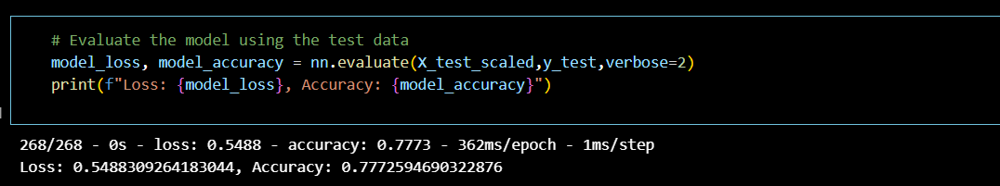 # Evaluate the model using the test data
model_loss, model_accuracy = nn.evaluate(X_test_scaled,y_test,verbose=2)
print(f"Loss: {model_loss}, Accuracy: {model_accuracy}")
268/268 - 0s - loss: 0.5488 - accuracy: 0.7773 - 362ms/epoch - 1ms/step
Loss: 0.5488309264183044, Accuracy: 0.7772594690322876